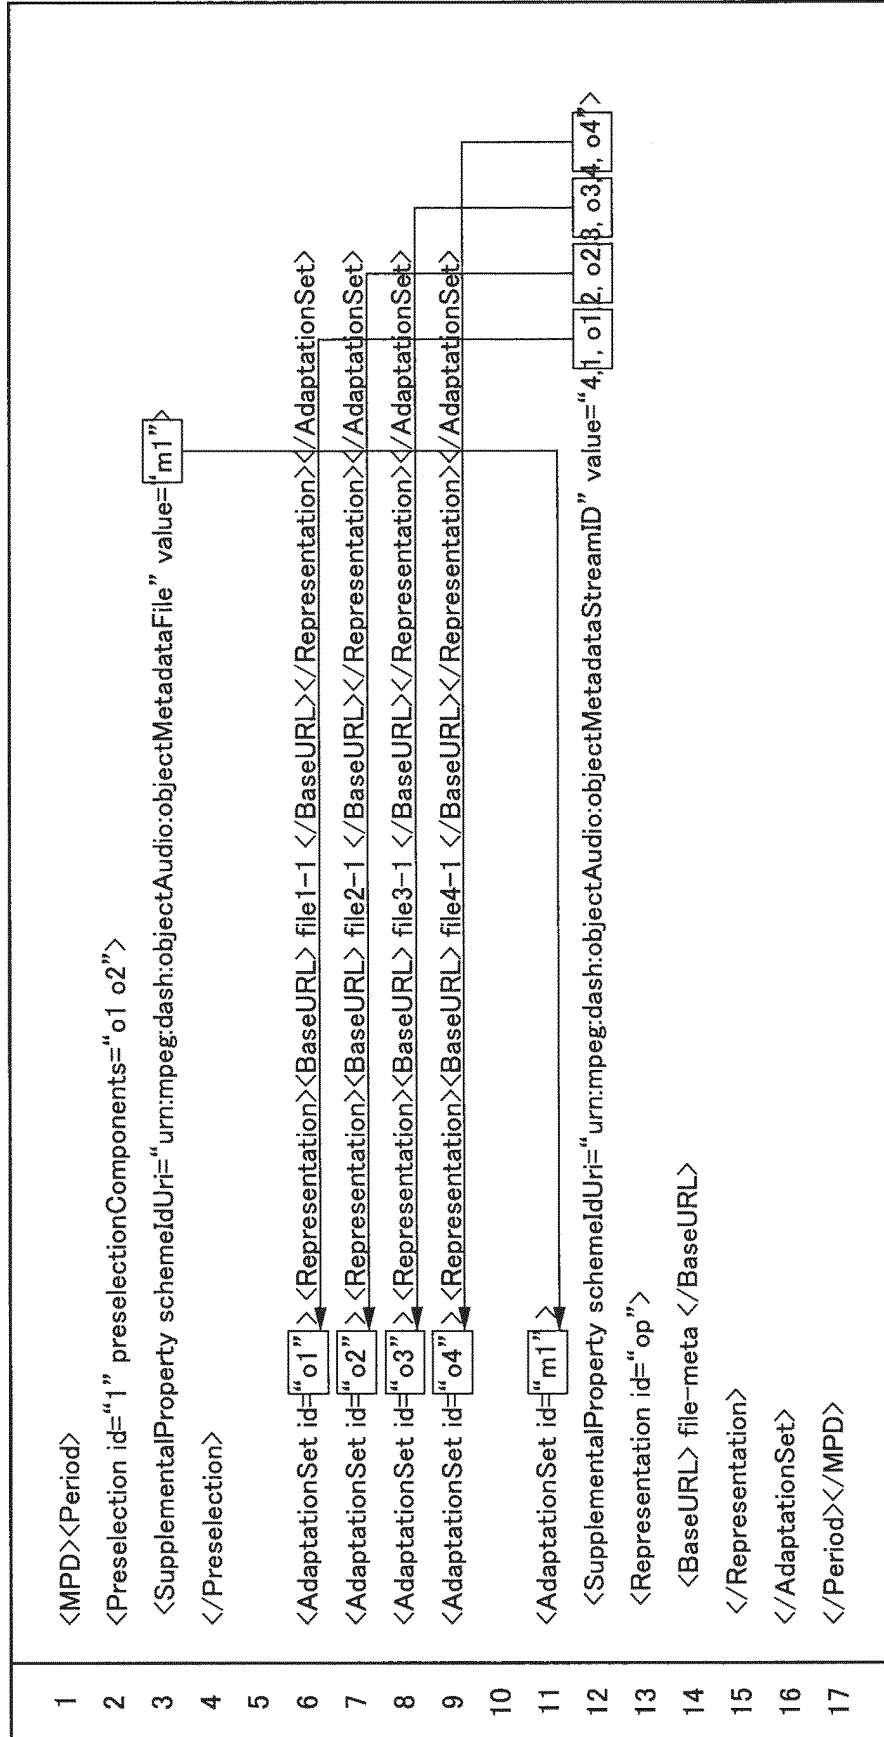 1 <MPD><Period>
2 <Preselection id=“1” preselectionComponents=“o1 o2”>
3 <SupplementalProperty schemeIdUri=“urn:mpeg:dash:objectAudio:objectMetadataFile” value=“m1”>
4 </Preselection>
5
6 <AdaptationSet id=“o1” > <Representation><BaseURL> file1-1 </BaseURL></Representation></AdaptationSet>
7 <AdaptationSet id=“o2” > <Representation><BaseURL> file2-1 </BaseURL></Representation></AdaptationSet>
8 <AdaptationSet id=“o3” > <Representation><BaseURL> file3-1 </BaseURL></Representation></AdaptationSet>
9 <AdaptationSet id=“o4” > <Representation><BaseURL> file4-1 </BaseURL></Representation></AdaptationSet>
10
11 <AdaptationSet id=“m1” >
12 <SupplementalProperty schemeIdUri=“urn:mpeg:dash:objectAudio:objectMetadataStreamID” value=“4,1, o1,2, o2,3, o3,4, o4”>
13 <Representation id=“op”>
14 <BaseURL> file-meta </BaseURL>
15 </Representation>
16 </AdaptationSet>
17 </Period></MPD>